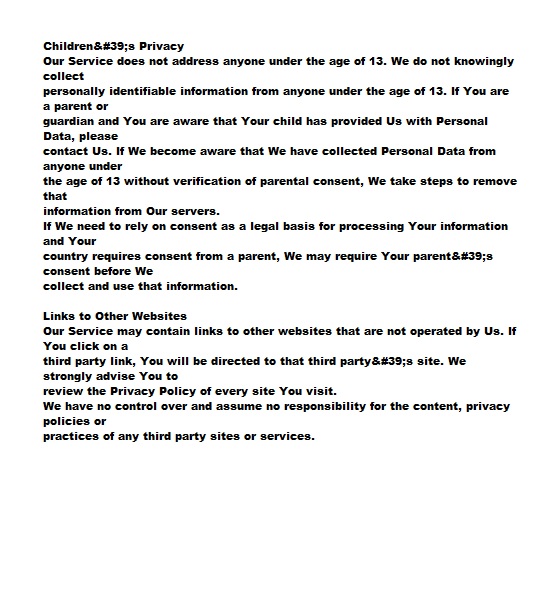 Children&#39;s Privacy
Our Service does not address anyone under the age of 13. We do not knowingly
collect
personally identifiable information from anyone under the age of 13. If You are
a parent or
guardian and You are aware that Your child has provided Us with Personal
Data, please
contact Us. If We become aware that We have collected Personal Data from
anyone under
the age of 13 without verification of parental consent, We take steps to remove
that
information from Our servers.
If We need to rely on consent as a legal basis for processing Your information
and Your
country requires consent from a parent, We may require Your parent&#39;s
consent before We
collect and use that information.

Links to Other Websites
Our Service may contain links to other websites that are not operated by Us. If
You click on a
third party link, You will be directed to that third party&#39;s site. We
strongly advise You to
review the Privacy Policy of every site You visit.
We have no control over and assume no responsibility for the content, privacy
policies or
practices of any third party sites or services.